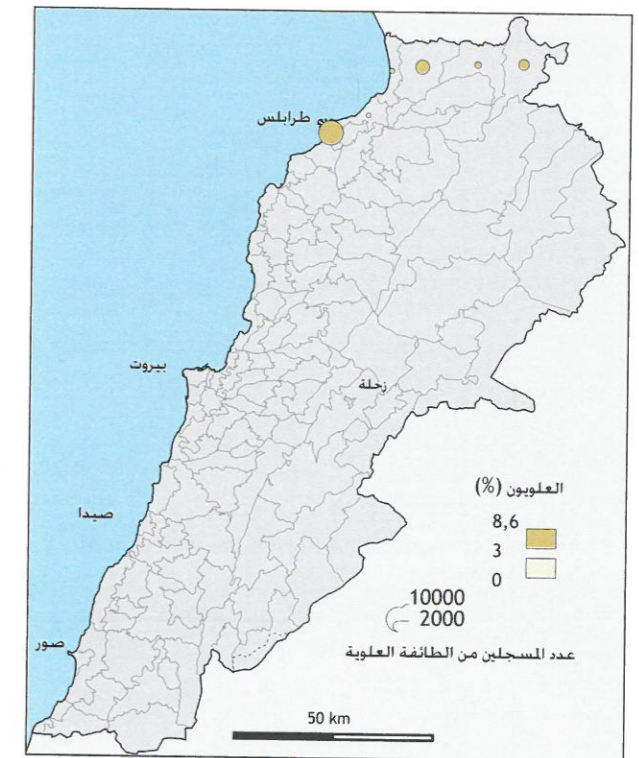 طرابلس
بيروت
زحلة
صيدا
صور
العلويون (%)
8,6
3
0
10000
2000
عدد المسجلين من الطائفة العلوية
50 km